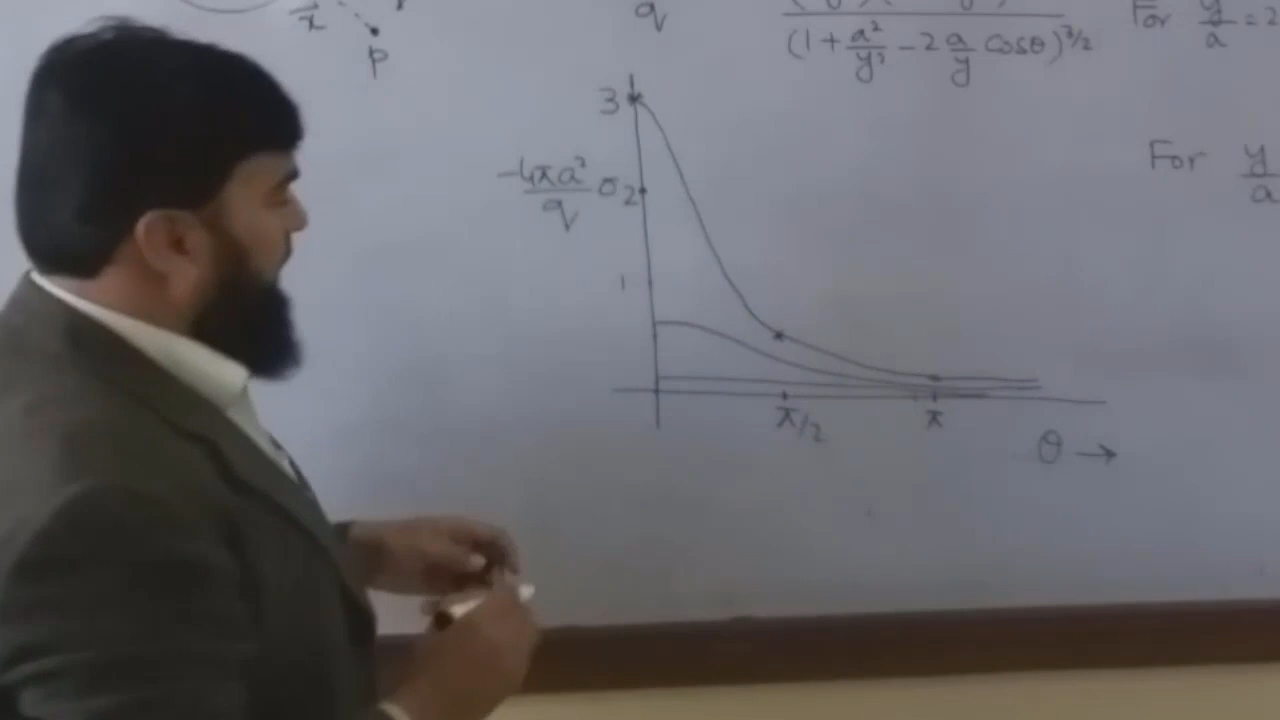 x
p
q
(1 + a²/y² - 2 a/y Cosθ)^3/2
For y/a = 2
3
-4πa²/q σ 2
For y/a
1
π/2
π
θ →